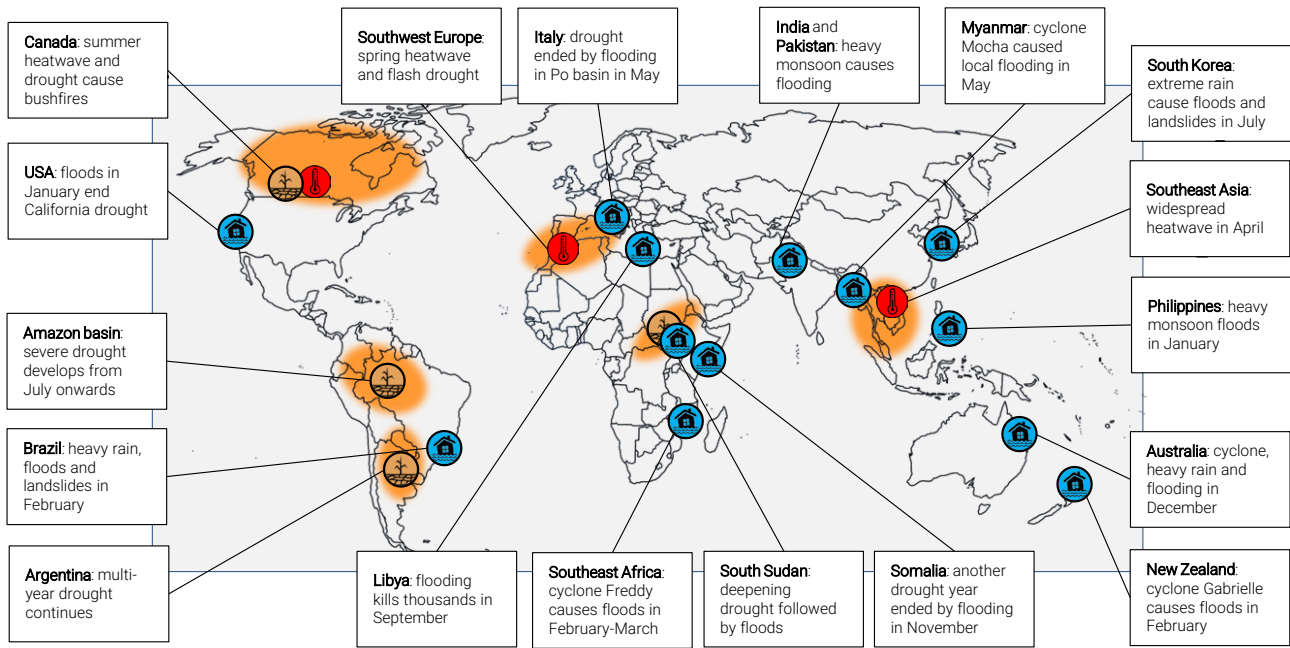 Canada: summer
heatwave and
drought cause
bushfires
Southwest Europe:
spring heatwave
and flash drought
Italy: drought
ended by flooding
in Po basin in May
India and
Pakistan: heavy
monsoon causes
flooding
Myanmar: cyclone
Mocha caused
local flooding in
May
South Korea:
extreme rain
cause floods and
landslides in July
USA: floods in
January end
California drought
Southeast Asia:
widespread
heatwave in April
Amazon basin:
severe drought
develops from
July onwards
Philippines: heavy
monsoon floods
in January
Brazil: heavy rain,
floods and
landslides in
February
Australia: cyclone,
heavy rain and
flooding in
December
Argentina: multi-
year drought
continues
Libya: flooding
kills thousands in
September
Southeast Africa:
cyclone Freddy
causes floods in
February-March
South Sudan:
deepening
drought followed
by floods
Somalia: another
drought year
ended by flooding
in November
New Zealand:
cyclone Gabrielle
causes floods in
February